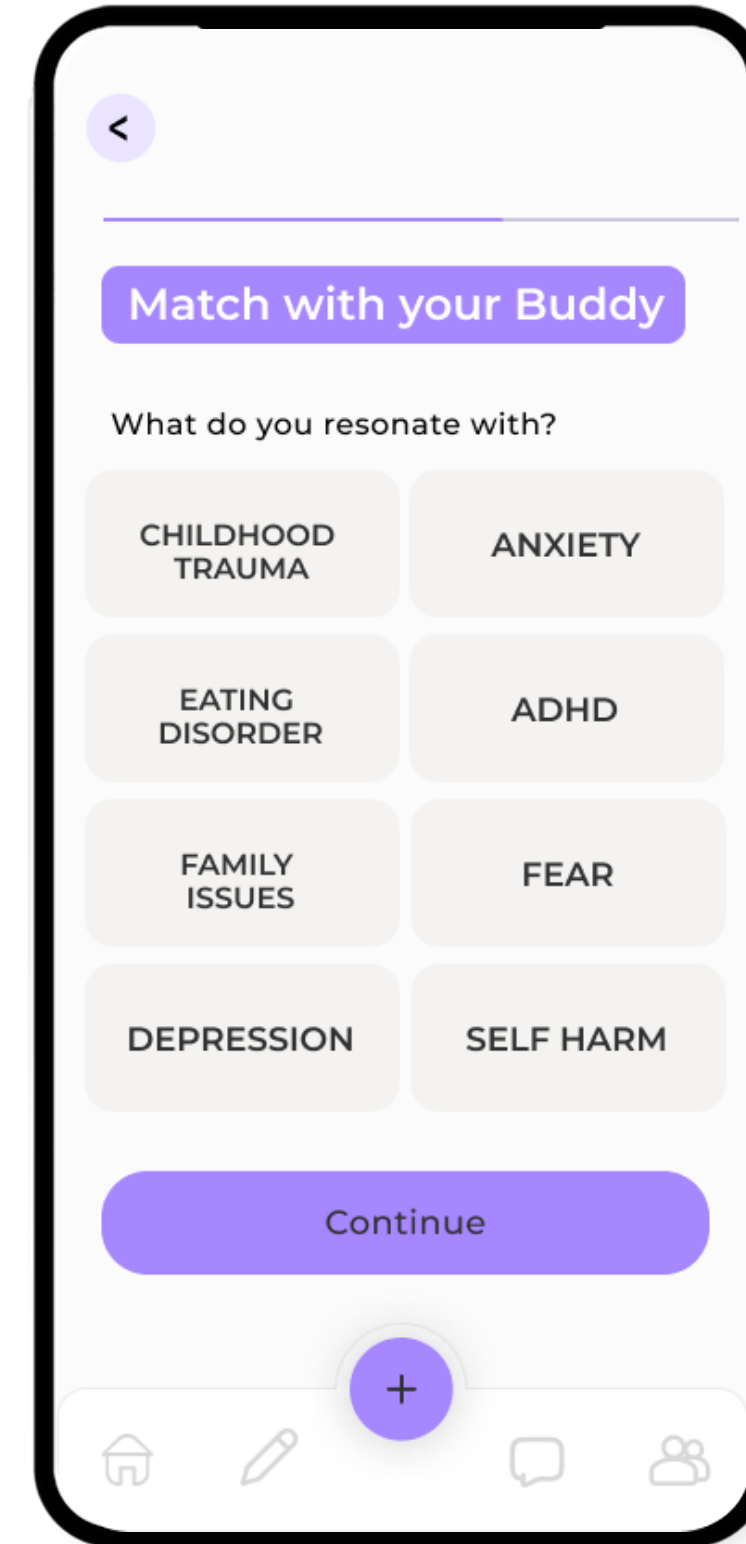 <
Match with your Buddy
What do you resonate with?
CHILDHOOD
TRAUMA
ANXIETY
EATING
DISORDER
ADHD
FAMILY
ISSUES
FEAR
DEPRESSION
SELF HARM
Continue
+